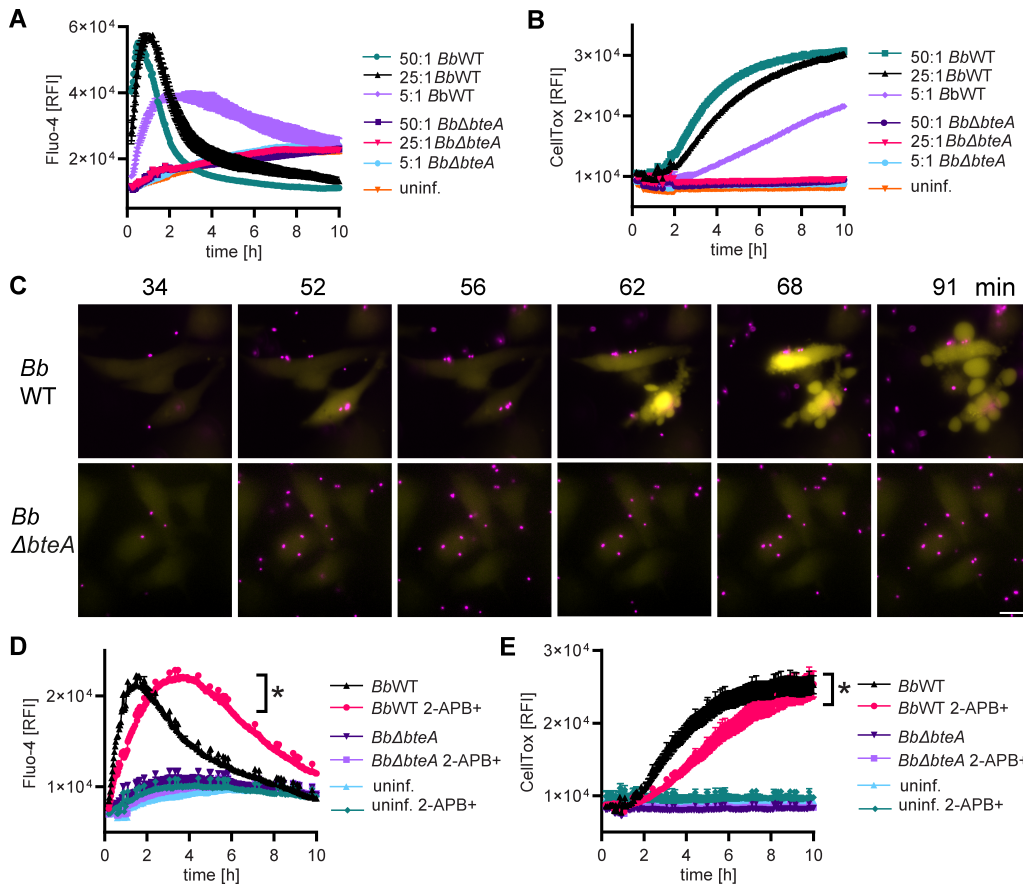 A
Fluo-4 [RFI]
6×10⁴
4×10⁴
2×10⁴
0 2 4 6 8 10
time [h]
50:1 BbWT
25:1 BbWT
5:1 BbWT
50:1 BbΔbteA
25:1 BbΔbteA
5:1 BbΔbteA
uninf.
B
CellTox [RFI]
3×10⁴
2×10⁴
1×10⁴
0 2 4 6 8 10
time [h]
50:1 BbWT
25:1 BbWT
5:1 BbWT
50:1 BbΔbteA
25:1 BbΔbteA
5:1 BbΔbteA
uninf.
C
34 52 56 62 68 91 min
Bb
WT
Bb
ΔbteA
D
Fluo-4 [RFI]
2×10⁴
1×10⁴
0 2 4 6 8 10
time [h]
*
BbWT
BbWT 2-APB+
BbΔbteA
BbΔbteA 2-APB+
uninf.
uninf. 2-APB+
E
CellTox [RFI]
3×10⁴
2×10⁴
1×10⁴
0 2 4 6 8 10
time [h]
*
BbWT
BbWT 2-APB+
BbΔbteA
BbΔbteA 2-APB+
uninf.
uninf. 2-APB+